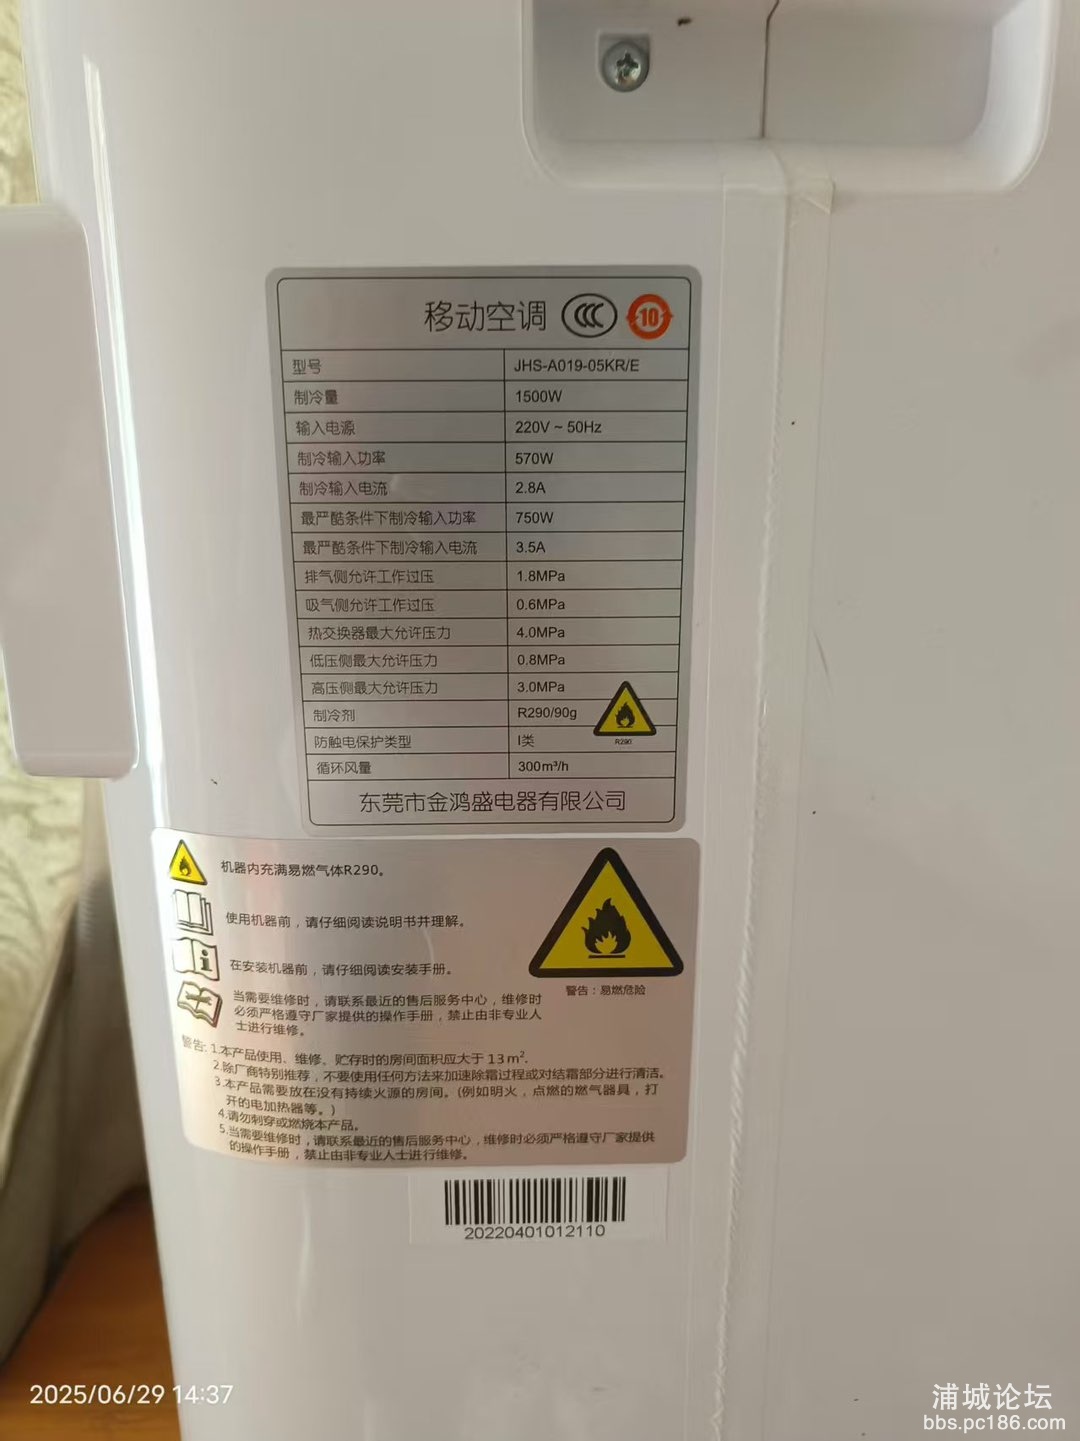 移动空调 CCC 10
型号 JHS-A019-05KR/E
制冷量 1500W
输入电源 220V ~ 50Hz
制冷输入功率 570W
制冷输入电流 2.8A
最严酷条件下制冷输入功率 750W
最严酷条件下制冷输入电流 3.5A
排气侧允许工作过压 1.8MPa
吸气侧允许工作过压 0.6MPa
热交换器最大允许压力 4.0MPa
低压侧最大允许压力 0.8MPa
高压侧最大允许压力 3.0MPa
制冷剂 R290/90g
R290
防触电保护类型 I类
循环风量 300m³/h
东莞市金鸿盛电器有限公司
机器内充满易燃气体R290。
使用机器前，请仔细阅读说明书并理解。
在安装机器前，请仔细阅读安装手册。
当需要维修时，请联系最近的售后服务中心，维修时
必须严格遵守厂家提供的操作手册，禁止由非专业人
士进行维修。
警告：易燃危险
警告: 1.本产品使用、维修、贮存时的房间面积应大于 13 m².
2.除厂商特别推荐，不要使用任何方法来加速除霜过程或对结霜部分进行清洁。
3.本产品需要放在没有持续火源的房间。(例如明火，点燃的燃气器具，打
开的电加热器等。)
4.请勿刺穿或燃烧本产品。
5.当需要维修时，请联系最近的售后服务中心，维修时必须严格遵守厂家提供
的操作手册，禁止由非专业人士进行维修。
20220401012110
2025/06/29 14:37
浦城论坛
bbs.pc186.com